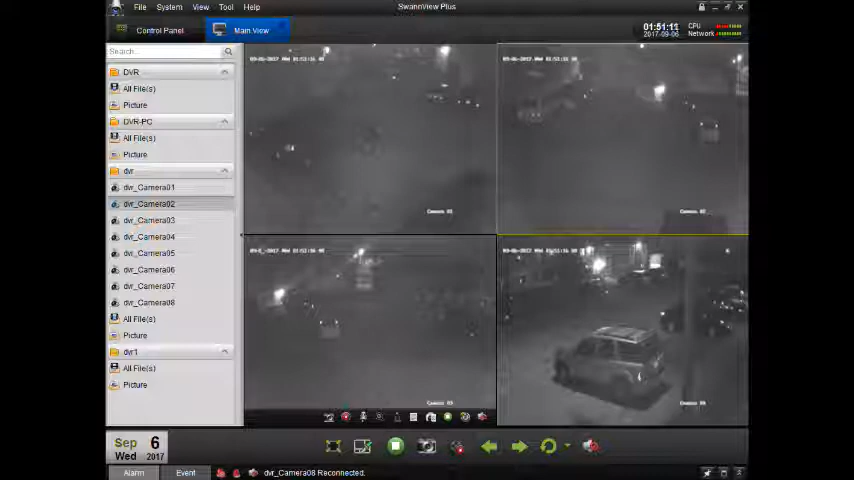 File System View Tool Help
SwannView Plus
Control Panel
Main View
01:51:11
2017-09-06
CPU
Network
Search...
DVR
All File(s)
Picture
DVR-PC
All File(s)
Picture
dvr
dvr_Camera01
dvr_Camera02
dvr_Camera03
dvr_Camera04
dvr_Camera05
dvr_Camera06
dvr_Camera07
dvr_Camera08
All File(s)
Picture
dvr1
All File(s)
Picture
Camera 03
Sep 6
Wed 2017
Alarm
Event
dvr_Camera08 Reconnected.